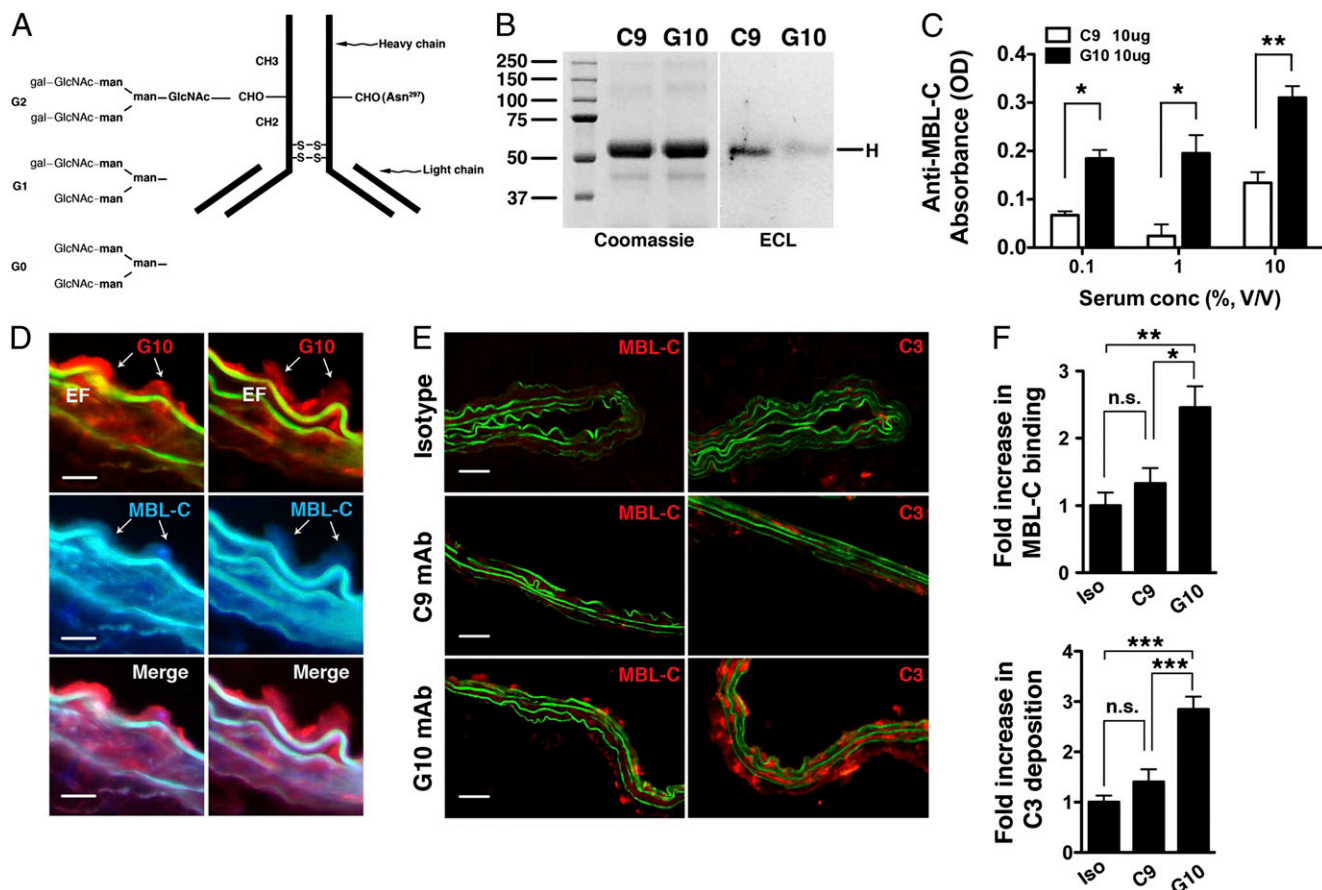 A
gal–GlcNAc–man
G2
man–GlcNAc
gal–GlcNAc–man
gal–GlcNAc–man
G1
man
GlcNAc–man
GlcNAc–man
G0
man
GlcNAc–man
CH3
CHO
CH2
Heavy chain
CHO (Asn297)
–S–S–
–S–S–
Light chain
B
C9 G10 C9 G10
250
150
100
75
50
37
H
Coomassie ECL
C
C9 10ug
G10 10ug
Anti-MBL-C
Absorbance (OD)
0.4
0.3
0.2
0.1
0.0
* * **
0.1 1 10
Serum conc (%, V/V)
D
G10 G10
EF EF
MBL-C MBL-C
Merge Merge
E
Isotype
MBL-C C3
C9 mAb
MBL-C C3
G10 mAb
MBL-C C3
F
Fold increase in
MBL-C binding
3
2
1
0
**
*
n.s.
Iso C9 G10
Fold increase in
C3 deposition
4
3
2
1
0
***
***
n.s.
Iso C9 G10